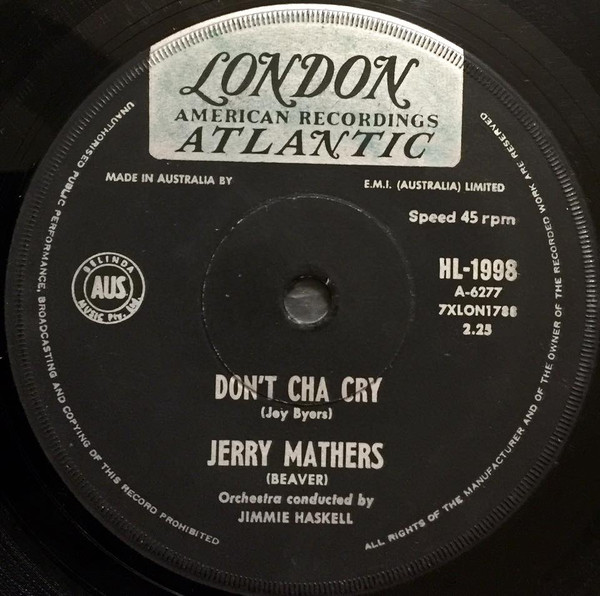 LONDON
AMERICAN RECORDINGS
ATLANTIC
MADE IN AUSTRALIA BY
E.M.I. (AUSTRALIA) LIMITED
Speed 45 rpm
BELINDA
AUS
MUSIC Pty. Ltd.
HL-1998
A-6277
7XLON1788
2.25
DON'T CHA CRY
(Joy Byers)
JERRY MATHERS
(BEAVER)
Orchestra conducted by
JIMMIE HASKELL
UNAUTHORISED PUBLIC PERFORMANCE, BROADCASTING AND COPYING OF THIS RECORD PROHIBITED
ALL RIGHTS OF THE MANUFACTURER AND OF THE OWNER OF THE RECORDED WORK ARE RESERVED